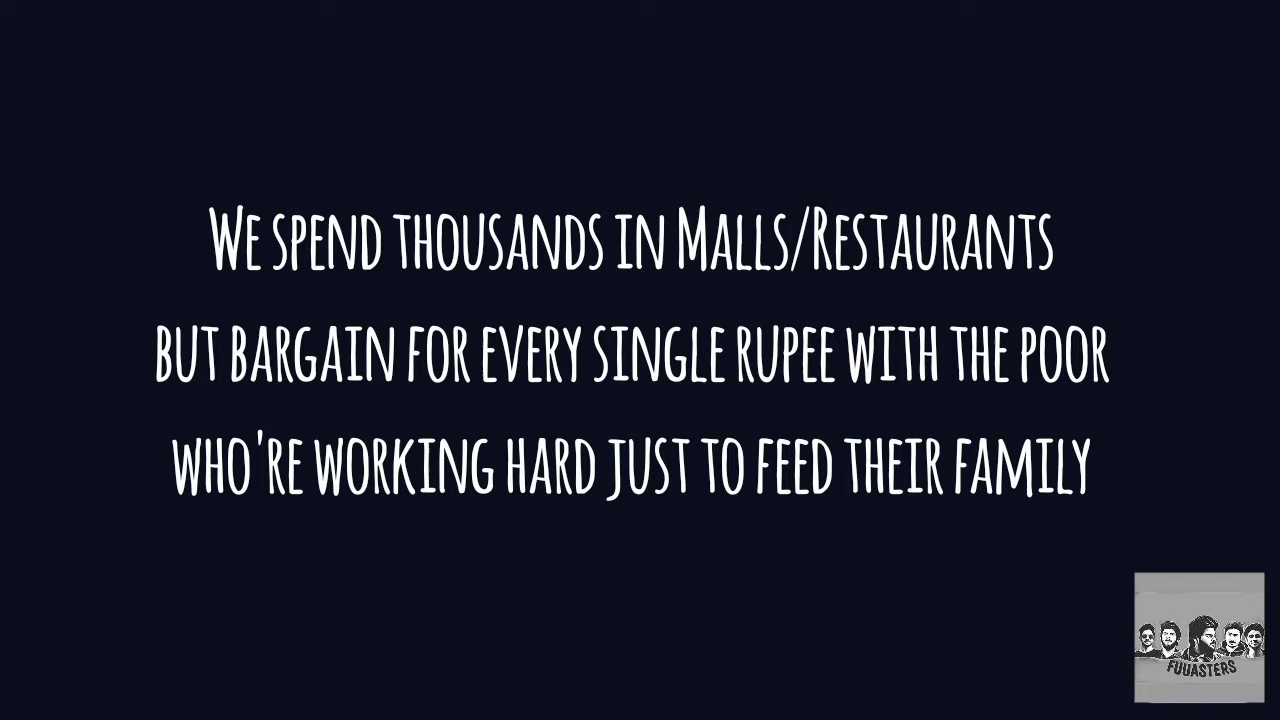 We spend thousands in Malls/Restaurants
but bargain for every single rupee with the poor
who're working hard just to feed their family
FUUASTERS